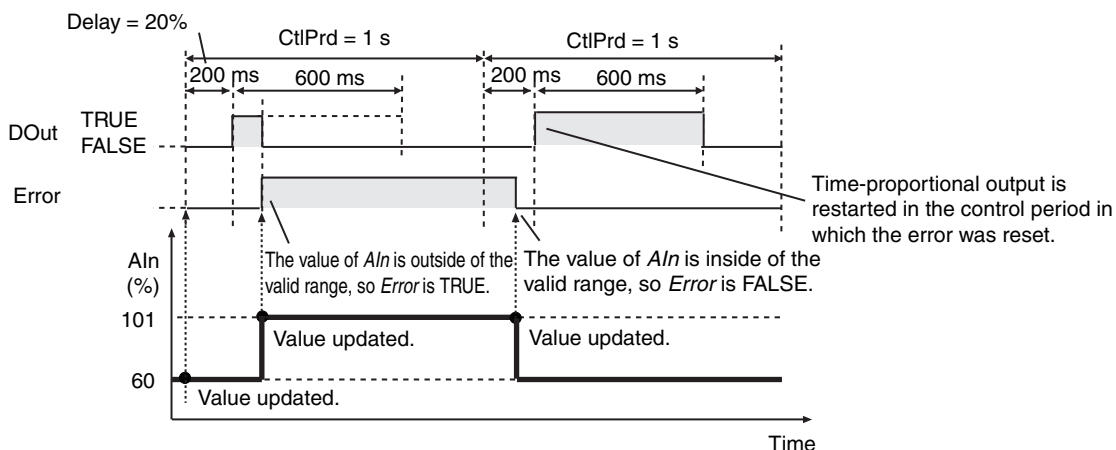 Delay = 20%
CtlPrd = 1 s
CtlPrd = 1 s
200 ms
600 ms
200 ms
600 ms
DOut
TRUE
FALSE
Error
Time-proportional output is
restarted in the control period in
which the error was reset.
AIn
(%)
The value of AIn is outside of the
valid range, so Error is TRUE.
The value of AIn is inside of the
valid range, so Error is FALSE.
101
Value updated.
Value updated.
60
Value updated.
Time